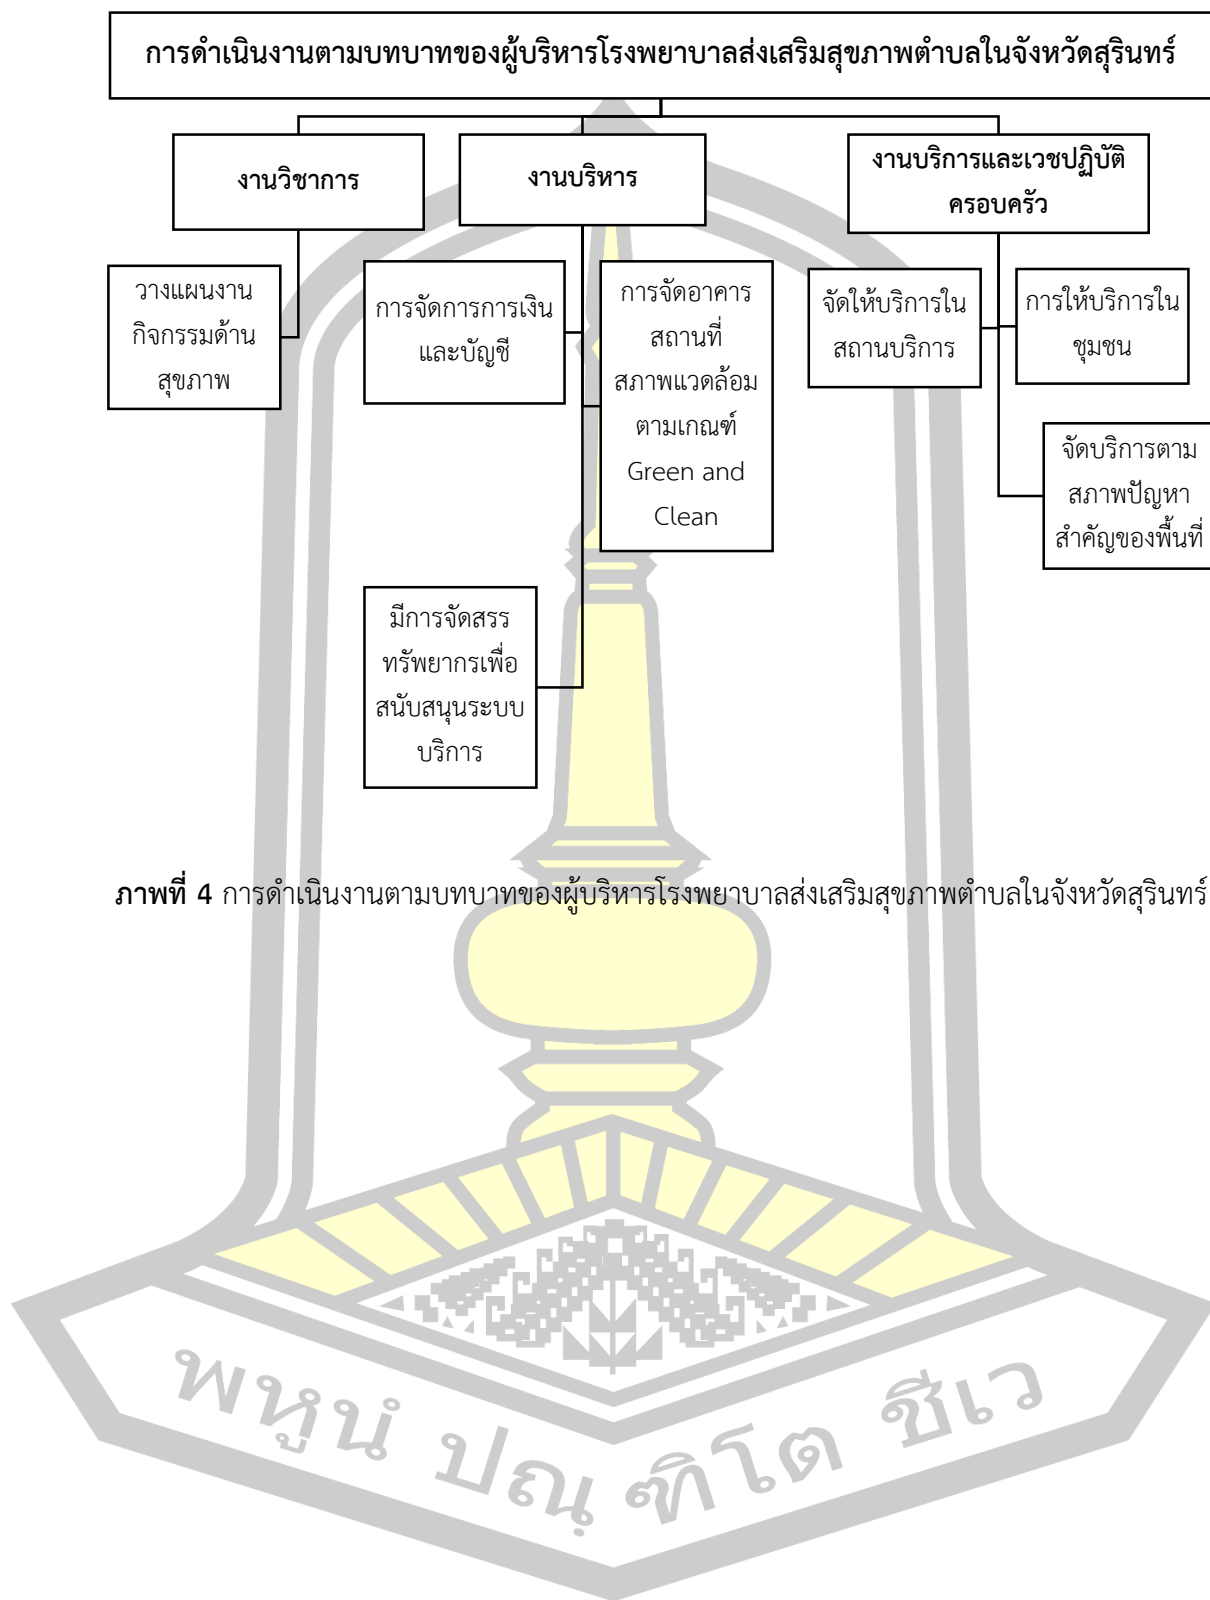 การดำเนินงานตามบทบาทของผู้บริหารโรงพยาบาลส่งเสริมสุขภาพตำบลในจังหวัดสุรินทร์
งานวิชาการ
งานบริหาร
งานบริการและเวชปฏิบัติ
ครอบครัว
วางแผนงาน
กิจกรรมด้าน
สุขภาพ
การจัดการการเงิน
และบัญชี
การจัดอาคาร
สถานที่
สภาพแวดล้อม
ตามเกณฑ์
Green and
Clean
จัดให้บริการใน
สถานบริการ
การให้บริการใน
ชุมชน
จัดบริการตาม
สภาพปัญหา
สำคัญของพื้นที่
มีการจัดสรร
ทรัพยากรเพื่อ
สนับสนุนระบบ
บริการ
ภาพที่ 4 การดำเนินงานตามบทบาทของผู้บริหารโรงพยาบาลส่งเสริมสุขภาพตำบลในจังหวัดสุรินทร์
พหูนํ ปณฺฑิโต ชีเว